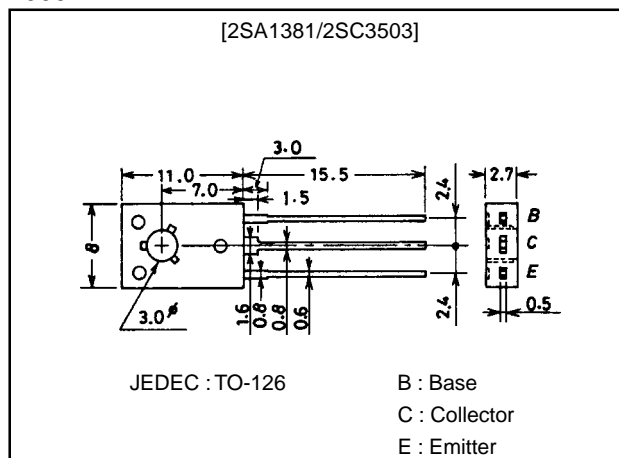 [2SA1381/2SC3503]
3.0
11.0 15.5 2.4 2.7
7.0 1.5
8
B
C
E
3.0ø
1.6 0.8 0.8 0.6 2.4 0.5
JEDEC : TO-126 B : Base
C : Collector
E : Emitter